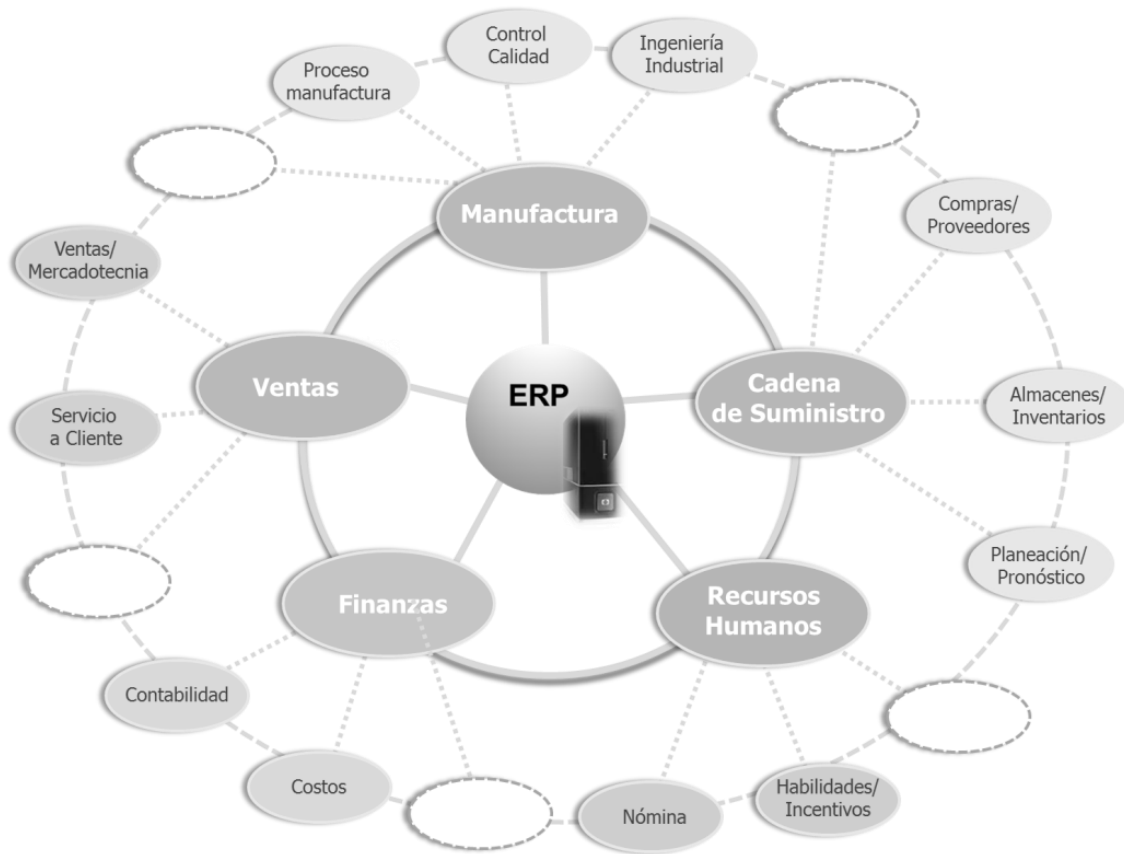 Control
Calidad
Ingeniería
Industrial
Proceso
manufactura
Manufactura
Compras/
Proveedores
Ventas/
Mercadotecnia
Ventas
ERP
Cadena
de Suministro
Almacenes/
Inventarios
Servicio
a Cliente
Planeación/
Pronóstico
Finanzas
Recursos
Humanos
Contabilidad
Costos
Nómina
Habilidades/
Incentivos